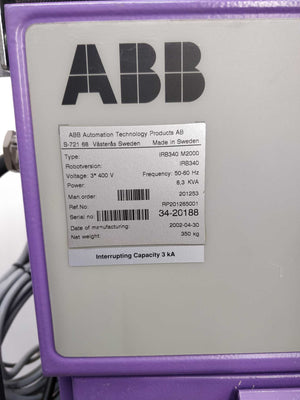 ABB
ABB Automation Technology Products AB
S-721 68 Västerås Sweden Made in Sweden
Type: IRB340 M2000
Robotversion: IRB340
Voltage: 3* 400 V Frequency: 50-60 Hz
Power: 6,3 KVA
Man.order: 201253
Ref.No: RP201265001
Serial no: 34-20188
Date of manufacturing: 2002-04-30
Net weight: 350 kg
Interrupting Capacity 3 kA